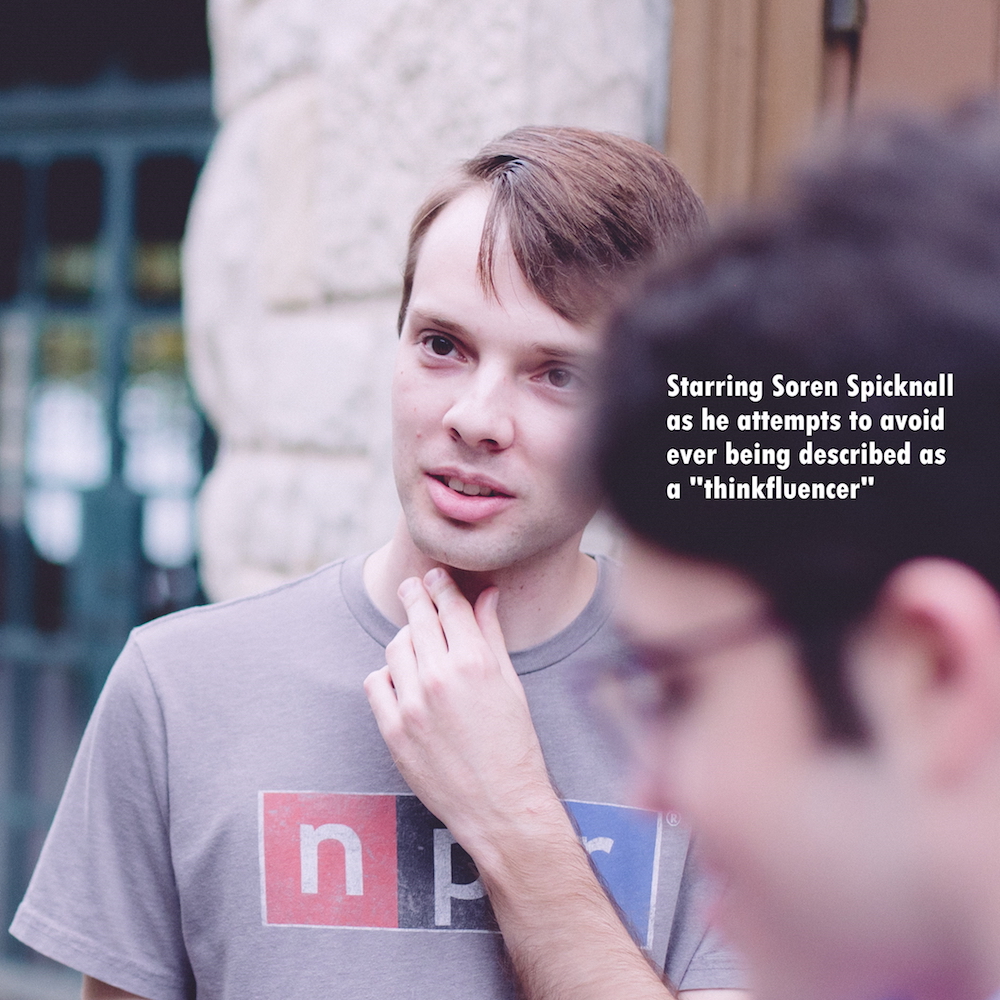 Starring Soren Spicknall
as he attempts to avoid
ever being described as
a "thinkfluencer"
npr®